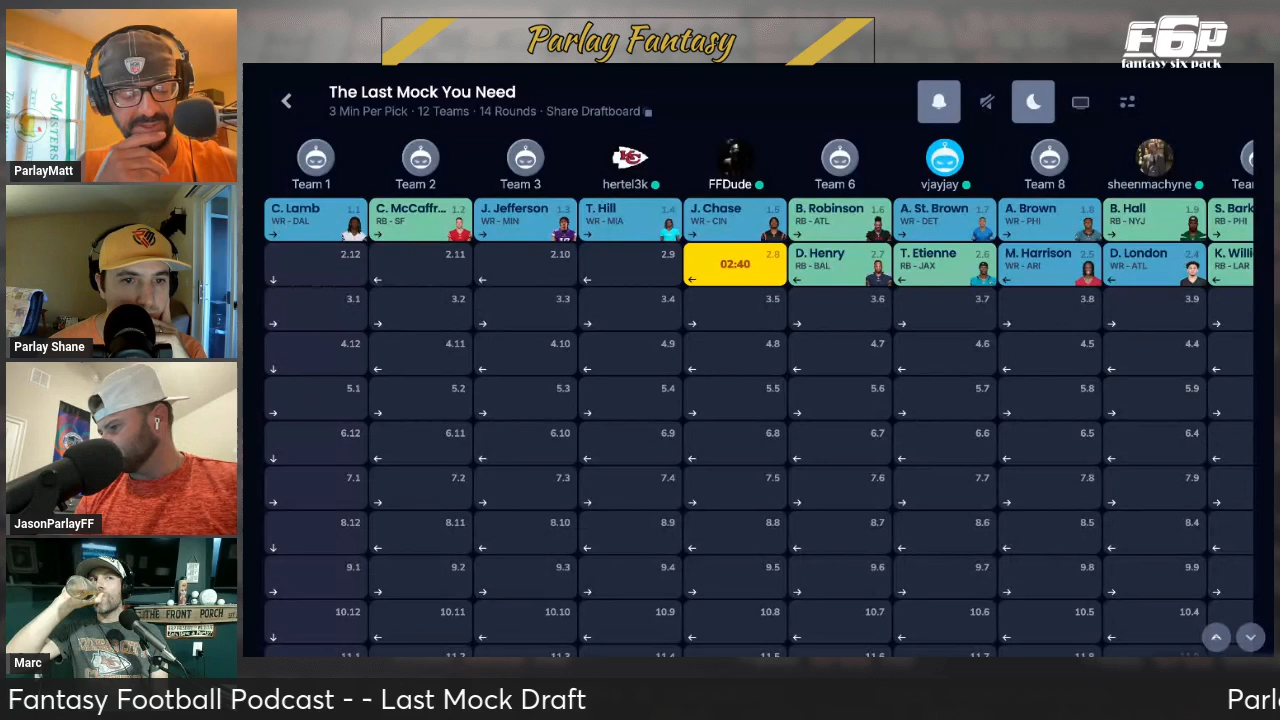 Parlay Fantasy
F6P
fantasy six pack
ParlayMatt
Parlay Shane
JasonParlayFF
THE FRONT PORCH
Marc
The Last Mock You Need
3 Min Per Pick · 12 Teams · 14 Rounds · Share Draftboard
Team 1 Team 2 Team 3 hertel3k FFDude Team 6 vjayjay Team 8 sheenmachyne
C. Lamb 1.1 C. McCaffr... 1.2 J. Jefferson 1.3 T. Hill 1.4 J. Chase 1.5 B. Robinson 1.6 A. St. Brown 1.7 A. Brown 1.8 B. Hall 1.9 S. Bark
WR - DAL RB - SF WR - MIN WR - MIA WR - CIN RB - ATL WR - DET WR - PHI RB - NYJ RB - PHI
2.12 2.11 2.10 2.9 02:40 2.8 D. Henry 2.7 T. Etienne 2.6 M. Harrison 2.5 D. London 2.4 K. Willi
RB - BAL RB - JAX WR - ARI WR - ATL RB - LAR
3.1 3.2 3.3 3.4 3.5 3.6 3.7 3.8 3.9
4.12 4.11 4.10 4.9 4.8 4.7 4.6 4.5 4.4
5.1 5.2 5.3 5.4 5.5 5.6 5.7 5.8 5.9
6.12 6.11 6.10 6.9 6.8 6.7 6.6 6.5 6.4
7.1 7.2 7.3 7.4 7.5 7.6 7.7 7.8 7.9
8.12 8.11 8.10 8.9 8.8 8.7 8.6 8.5 8.4
9.1 9.2 9.3 9.4 9.5 9.6 9.7 9.8 9.9
10.12 10.11 10.10 10.9 10.8 10.7 10.6 10.5 10.4
Fantasy Football Podcast - - Last Mock Draft
Parl